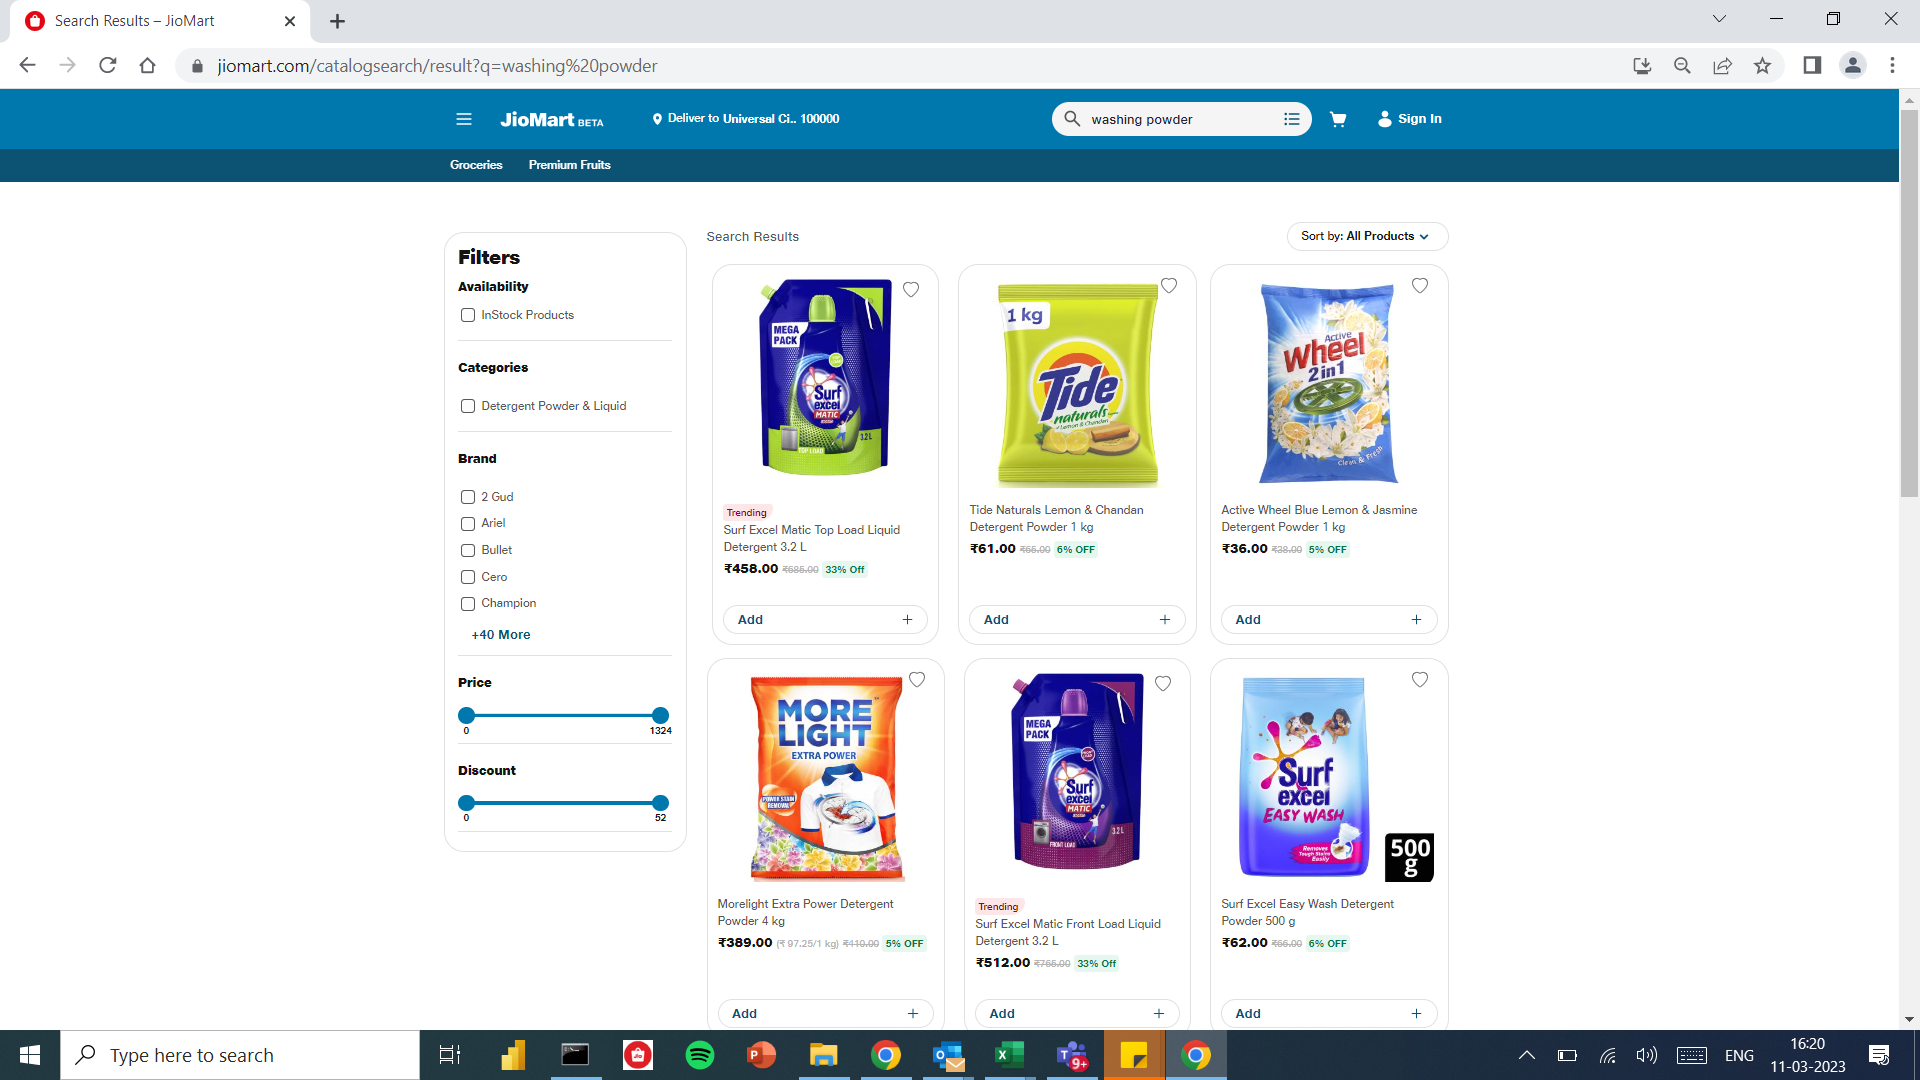 Search Results – JioMart
jiomart.com/catalogsearch/result?q=washing%20powder
JioMart BETA
Deliver to Universal Ci.. 100000
washing powder
Sign In
Groceries
Premium Fruits
Filters
Availability
InStock Products
Categories
Detergent Powder & Liquid
Brand
2 Gud
Ariel
Bullet
Cero
Champion
+40 More
Price
0
1324
Discount
0
52
Search Results
Sort by: All Products
MEGA
PACK
Surf
excel
MATIC
TOP LOAD
3.2 L
Trending
Surf Excel Matic Top Load Liquid
Detergent 3.2 L
₹458.00 ₹685.00 33% Off
Add
1 kg
Tide
naturals
Lemon & Chandan
Tide Naturals Lemon & Chandan
Detergent Powder 1 kg
₹61.00 ₹65.00 6% OFF
Add
Active
Wheel
2in1
Clean & Fresh
Active Wheel Blue Lemon & Jasmine
Detergent Powder 1 kg
₹36.00 ₹38.00 5% OFF
Add
MORE
LIGHT
EXTRA POWER
POWER STAIN
REMOVAL
Morelight Extra Power Detergent
Powder 4 kg
₹389.00 (₹ 97.25/1 kg) ₹410.00 5% OFF
Add
MEGA
PACK
Surf
excel
MATIC
FRONT LOAD
3.2 L
Trending
Surf Excel Matic Front Load Liquid
Detergent 3.2 L
₹512.00 ₹765.00 33% Off
Add
Surf
excel
EASY WASH
Removes
Tough Stains
Easily
500
g
Surf Excel Easy Wash Detergent
Powder 500 g
₹62.00 ₹66.00 6% OFF
Add
Type here to search
9+
ENG
16:20
11-03-2023